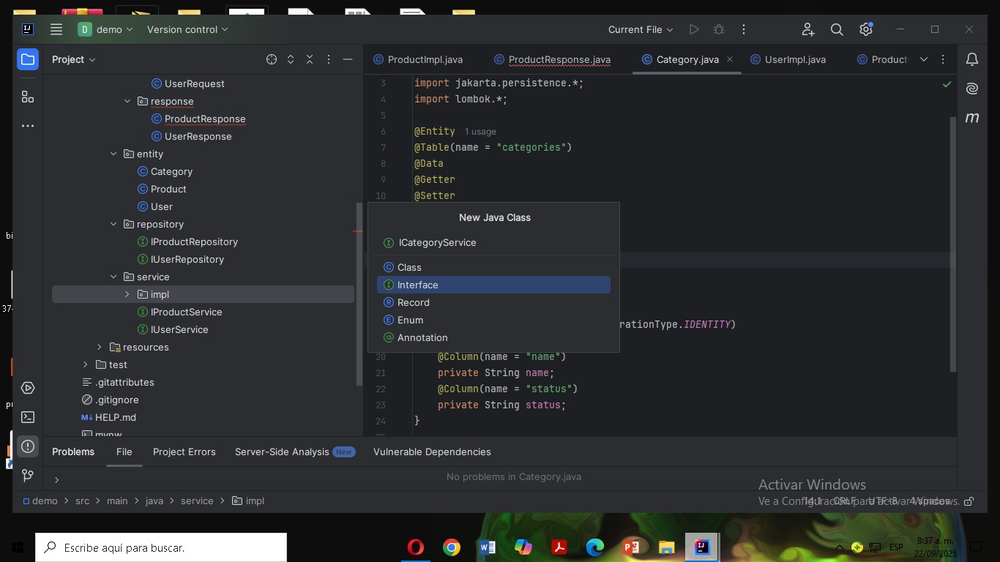 D demo Version control Current File
Project
ProductImpl.java ProductResponse.java Category.java UserImpl.java Product
UserRequest
response
ProductResponse
UserResponse
entity
Category
Product
User
repository
IProductRepository
IUserRepository
service
impl
IProductService
IUserService
resources
test
.gitattributes
.gitignore
M↓ HELP.md
mvnw
3 import jakarta.persistence.*;
4 import lombok.*;
5
6 @Entity 1 usage
7 @Table(name = "categories")
8 @Data
9 @Getter
10 @Setter
New Java Class
ICategoryService
Class
Interface
Record
Enum
Annotation
rationType.IDENTITY)
20 @Column(name = "name")
21 private String name;
22 @Column(name = "status")
23 private String status;
24 }
Problems File Project Errors Server-Side Analysis New Vulnerable Dependencies
No problems in Category.java
demo > src > main > java > service > impl
14:1 CRLF UTF-8 4 spaces
Activar Windows
Ve a Configuración para activar Windows.
bi
37-
pr
Escribe aquí para buscar.
ESP
8:37 a. m.
22/09/2025